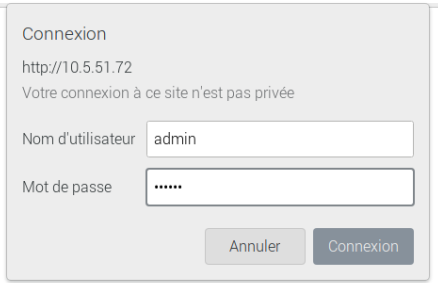 Connexion
http://10.5.51.72
Votre connexion à ce site n'est pas privée
Nom d'utilisateur admin
Mot de passe ••••••
Annuler Connexion